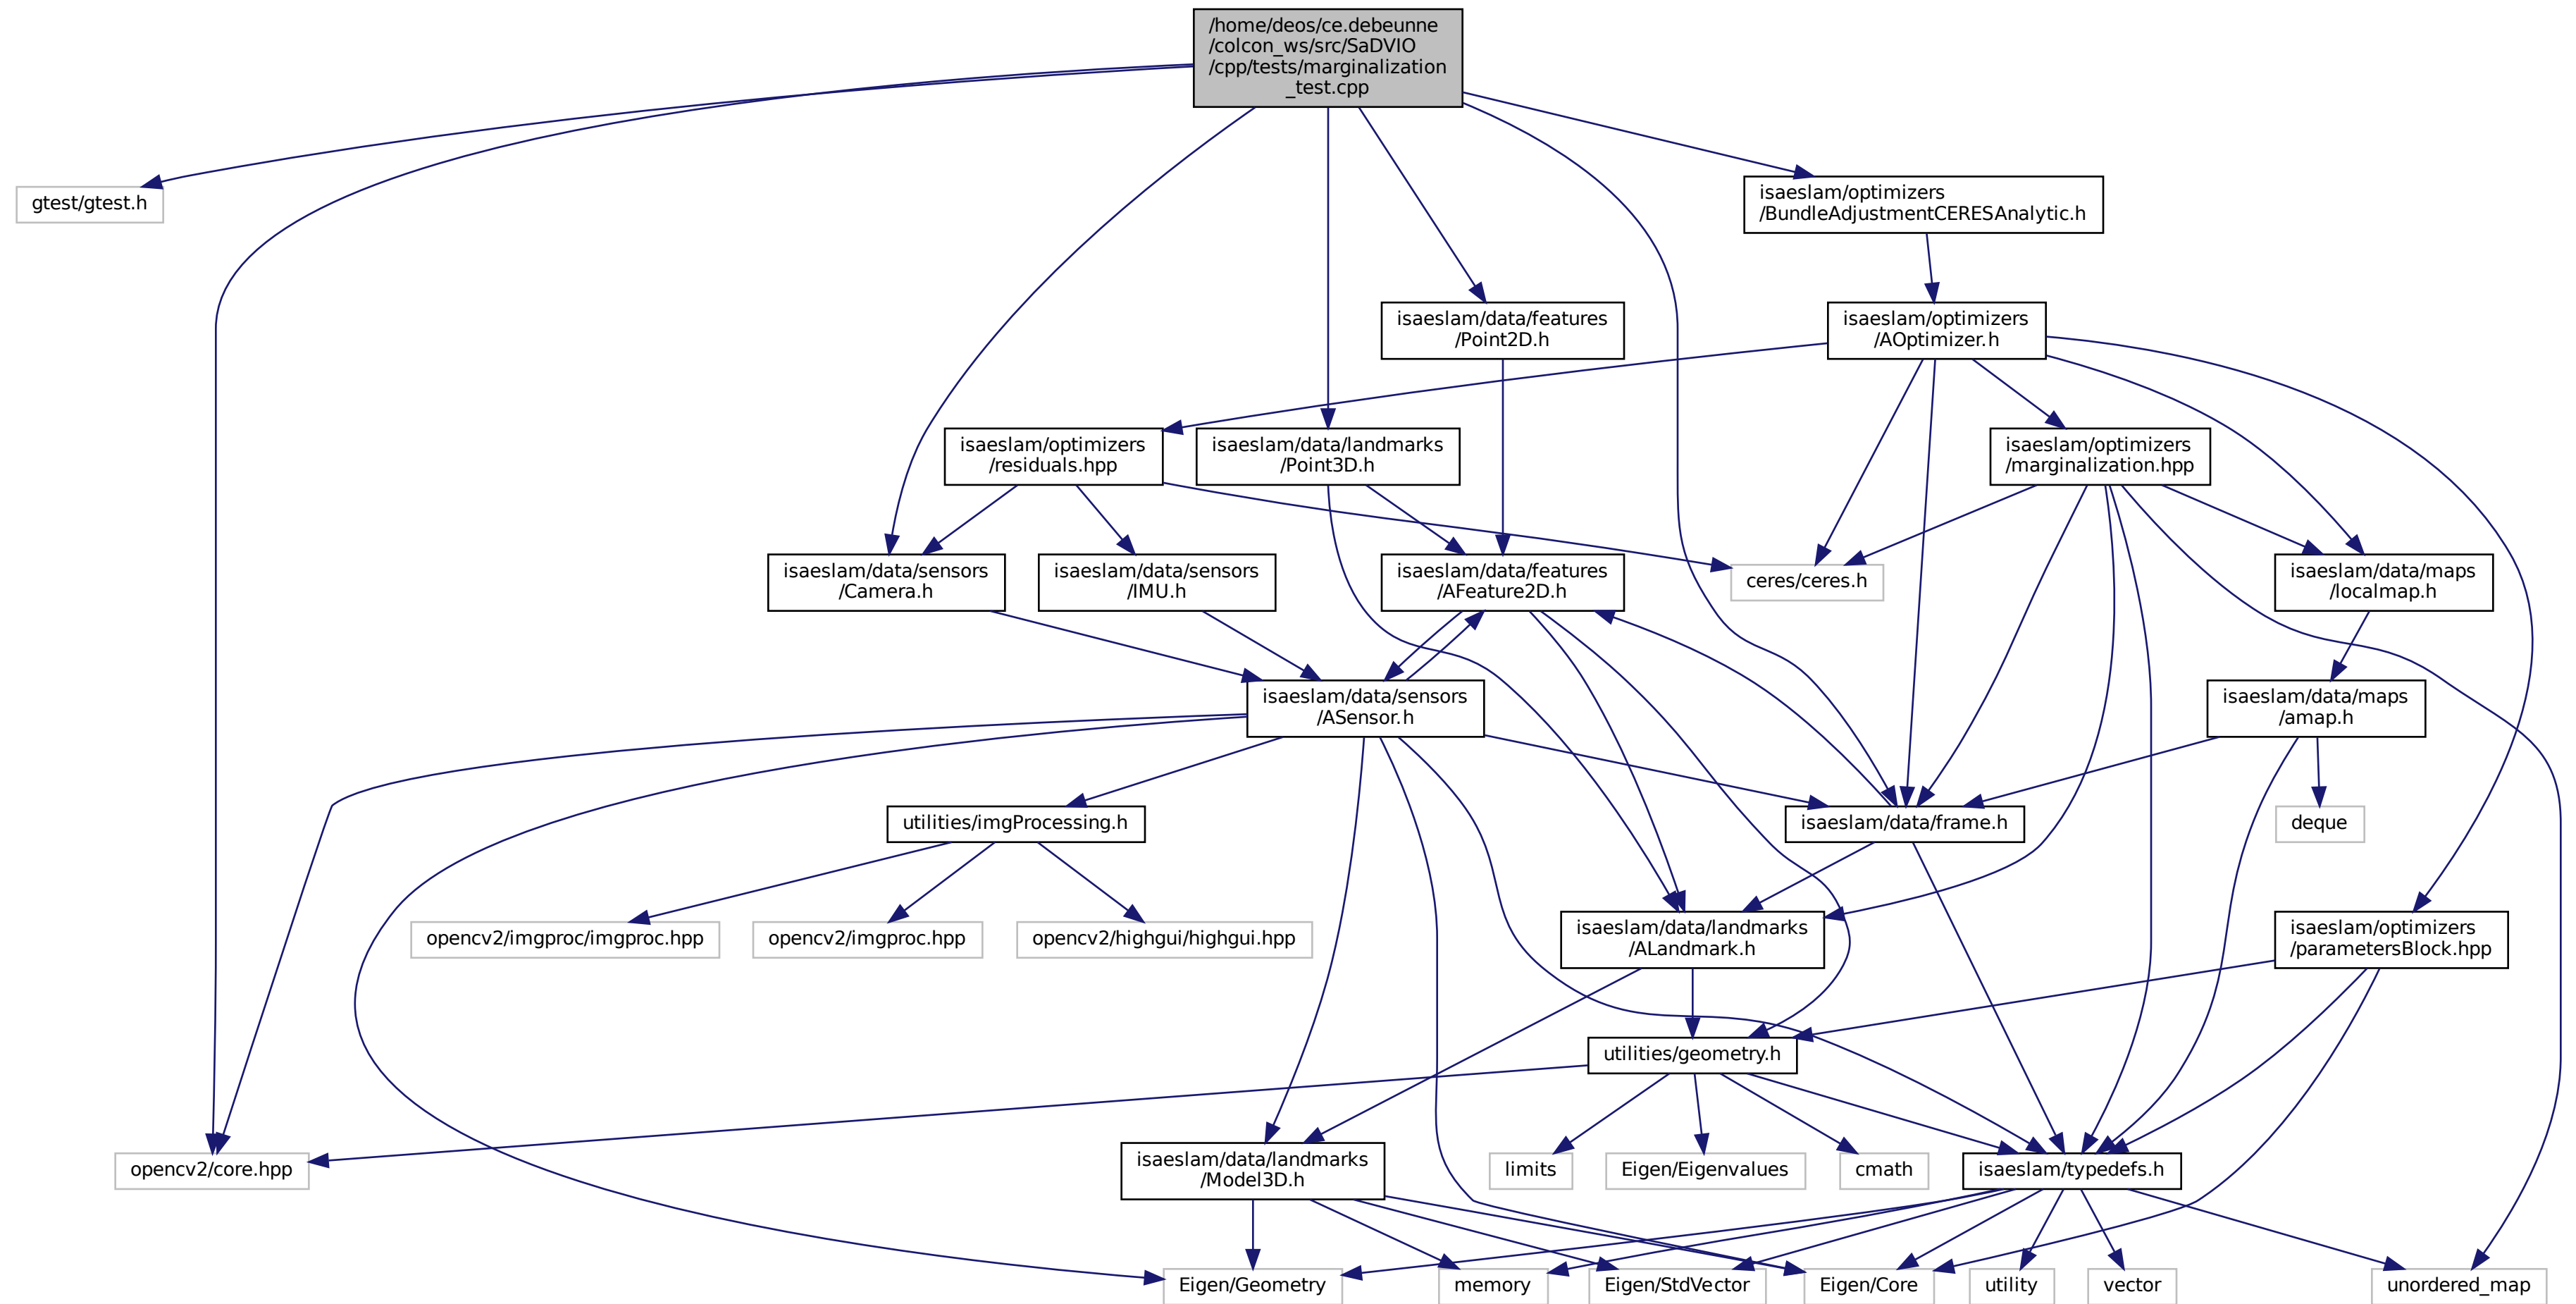 /home/deos/ce.debeunne
/colcon_ws/src/SaDVIO
/cpp/tests/marginalization
_test.cpp
gtest/gtest.h
isaeslam/optimizers
/BundleAdjustmentCERESAnalytic.h
isaeslam/data/features
/Point2D.h
isaeslam/optimizers
/AOptimizer.h
isaeslam/optimizers
/residuals.hpp
isaeslam/data/landmarks
/Point3D.h
isaeslam/optimizers
/marginalization.hpp
isaeslam/data/sensors
/Camera.h
isaeslam/data/sensors
/IMU.h
isaeslam/data/features
/AFeature2D.h
ceres/ceres.h
isaeslam/data/maps
/localmap.h
isaeslam/data/sensors
/ASensor.h
isaeslam/data/maps
/amap.h
utilities/imgProcessing.h
isaeslam/data/frame.h
deque
opencv2/imgproc/imgproc.hpp
opencv2/imgproc.hpp
opencv2/highgui/highgui.hpp
isaeslam/data/landmarks
/ALandmark.h
isaeslam/optimizers
/parametersBlock.hpp
utilities/geometry.h
opencv2/core.hpp
isaeslam/data/landmarks
/Model3D.h
limits
Eigen/Eigenvalues
cmath
isaeslam/typedefs.h
Eigen/Geometry
memory
Eigen/StdVector
Eigen/Core
utility
vector
unordered_map